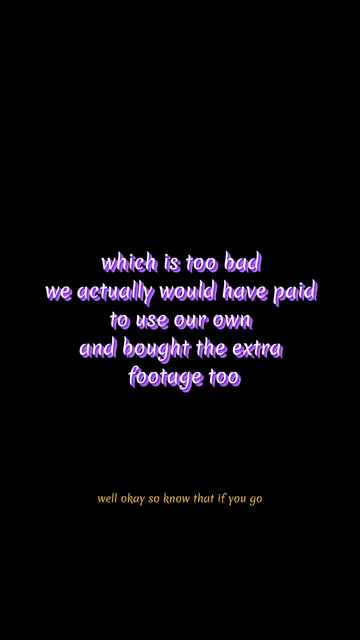 which is too bad
we actually would have paid
to use our own
and bought the extra
footage too
well okay so know that if you go